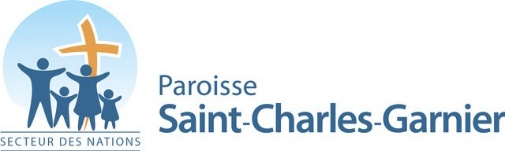 SECTEUR DES NATIONS
Paroisse
Saint-Charles-Garnier